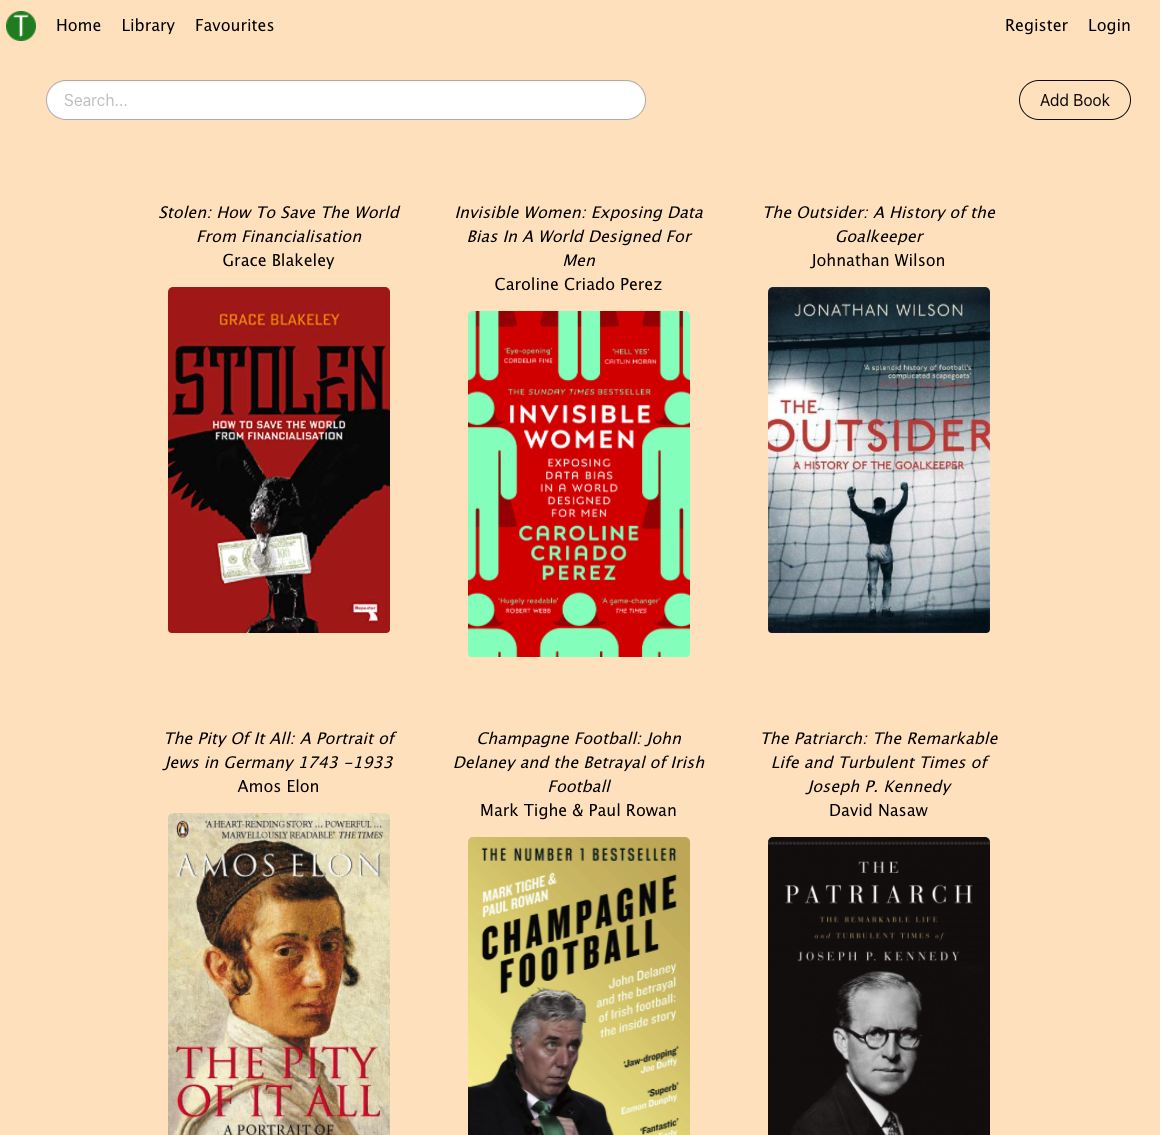 T
Home
Library
Favourites
Register
Login
Search...
Add Book
Stolen: How To Save The World
From Financialisation
Grace Blakeley
GRACE BLAKELEY
STOLEN
HOW TO SAVE THE WORLD
FROM FINANCIALISATION
Repeater
Invisible Women: Exposing Data
Bias In A World Designed For
Men
Caroline Criado Perez
'Eye-opening'
CORDELIA FINE
'HELL YES'
CAITLIN MORAN
THE SUNDAY TIMES BESTSELLER
INVISIBLE
WOMEN
EXPOSING
DATA BIAS
IN A WORLD
DESIGNED
FOR MEN
CAROLINE
CRIADO
PEREZ
'Hugely readable'
ROBERT WEBB
'A game-changer'
THE TIMES
The Outsider: A History of the
Goalkeeper
Johnathan Wilson
JONATHAN WILSON
'A splendid history of football's
complicated scapegoats'
THE
OUTSIDER
A HISTORY OF THE GOALKEEPER
The Pity Of It All: A Portrait of
Jews in Germany 1743 -1933
Amos Elon
'A HEART-RENDING STORY ... POWERFUL ...
MARVELLOUSLY READABLE' THE TIMES
AMOS ELON
THE PITY
OF IT ALL
A PORTRAIT OF
Champagne Football: John
Delaney and the Betrayal of Irish
Football
Mark Tighe & Paul Rowan
THE NUMBER 1 BESTSELLER
MARK TIGHE &
PAUL ROWAN
CHAMPAGNE
FOOTBALL
John Delaney
and the betrayal
of Irish football:
the inside story
'Jaw-dropping'
Joe Duffy
'Superb'
Eamon Dunphy
'Fantastic'
The Patriarch: The Remarkable
Life and Turbulent Times of
Joseph P. Kennedy
David Nasaw
THE
PATRIARCH
THE REMARKABLE LIFE
and TURBULENT TIMES of
JOSEPH P. KENNEDY